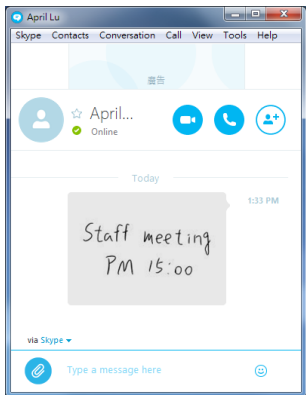 April Lu
Skype Contacts Conversation Call View Tools Help
廣告
April...
Online
Today
1:33 PM
Staff meeting
PM 15:00
via Skype
Type a message here